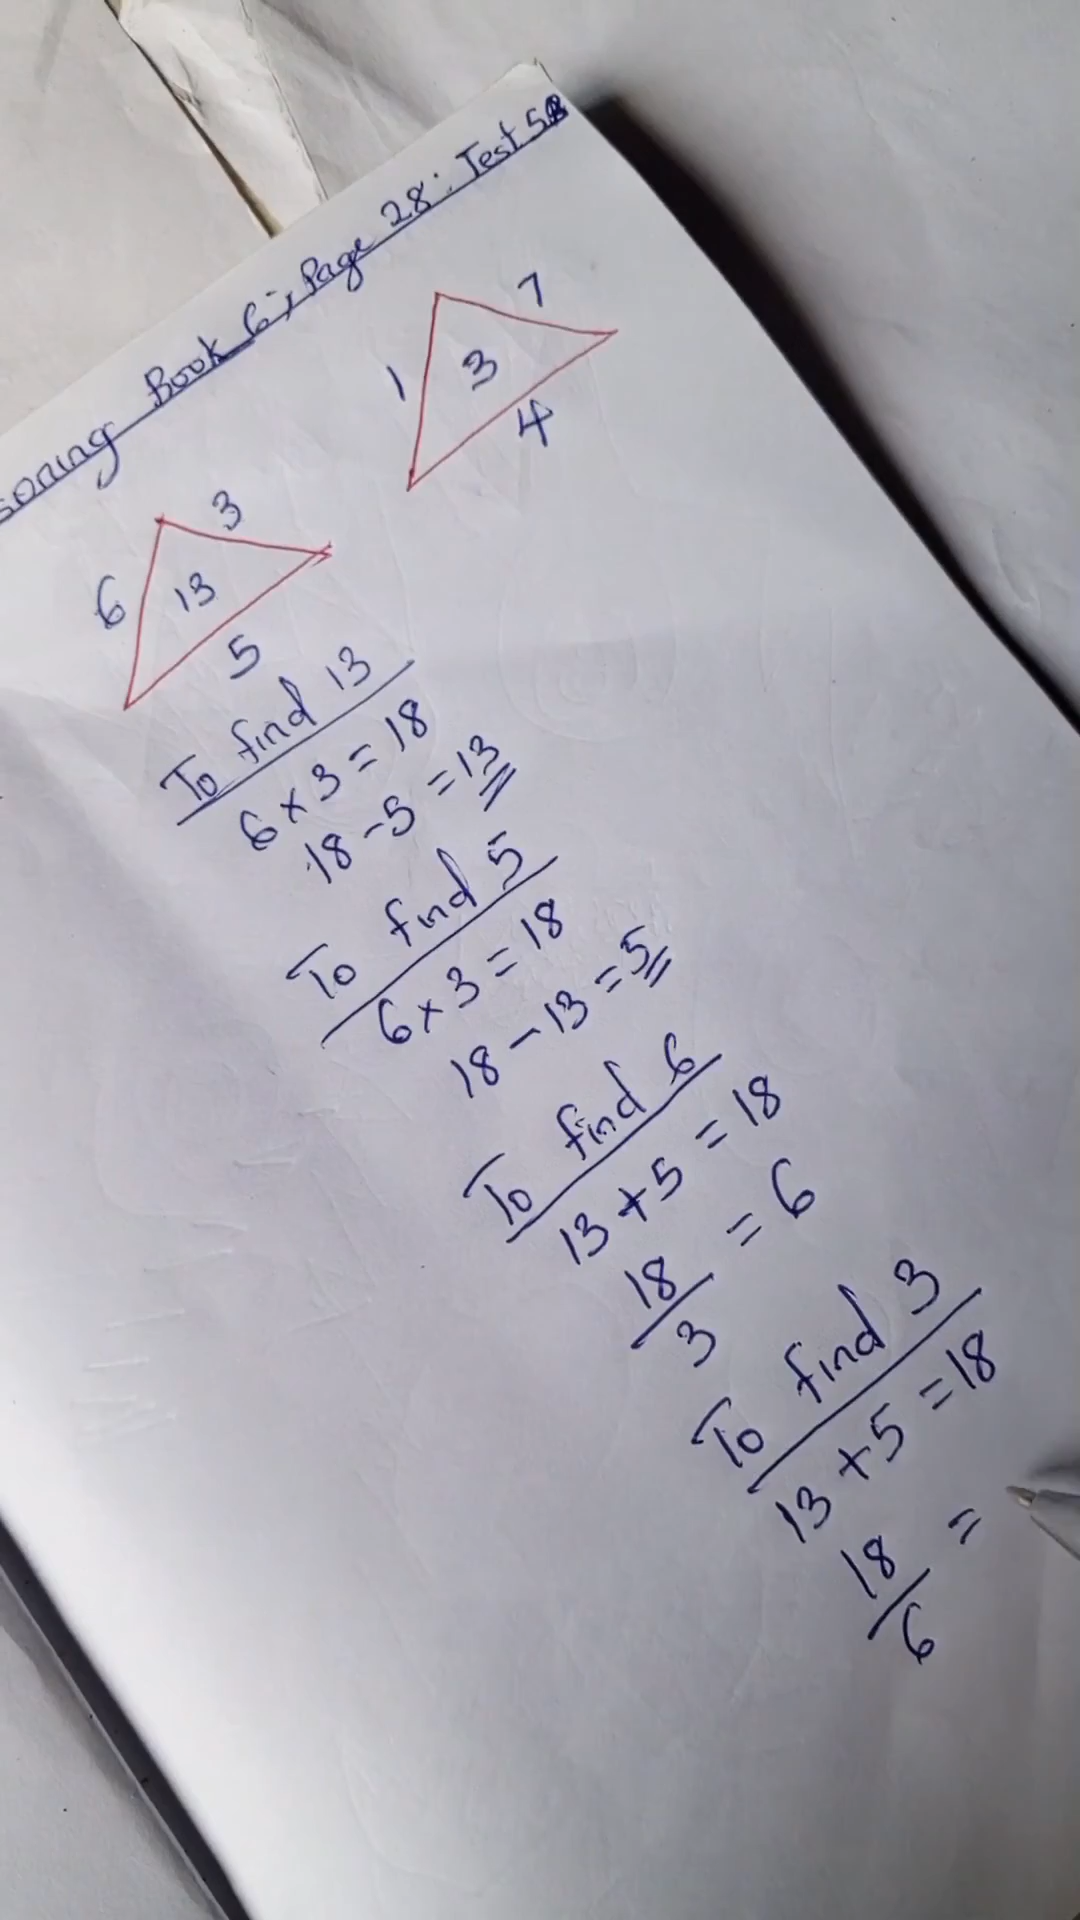 soning Book 6; Page 28: Test 5
1 7
3
4
6 3
13
5
To find 13
6 × 3 = 18
18 - 5 = 13
To find 5
6 × 3 = 18
18 - 13 = 5
To find 6
13 + 5 = 18
18/3 = 6
To find 3
13 + 5 = 18
18/6 =